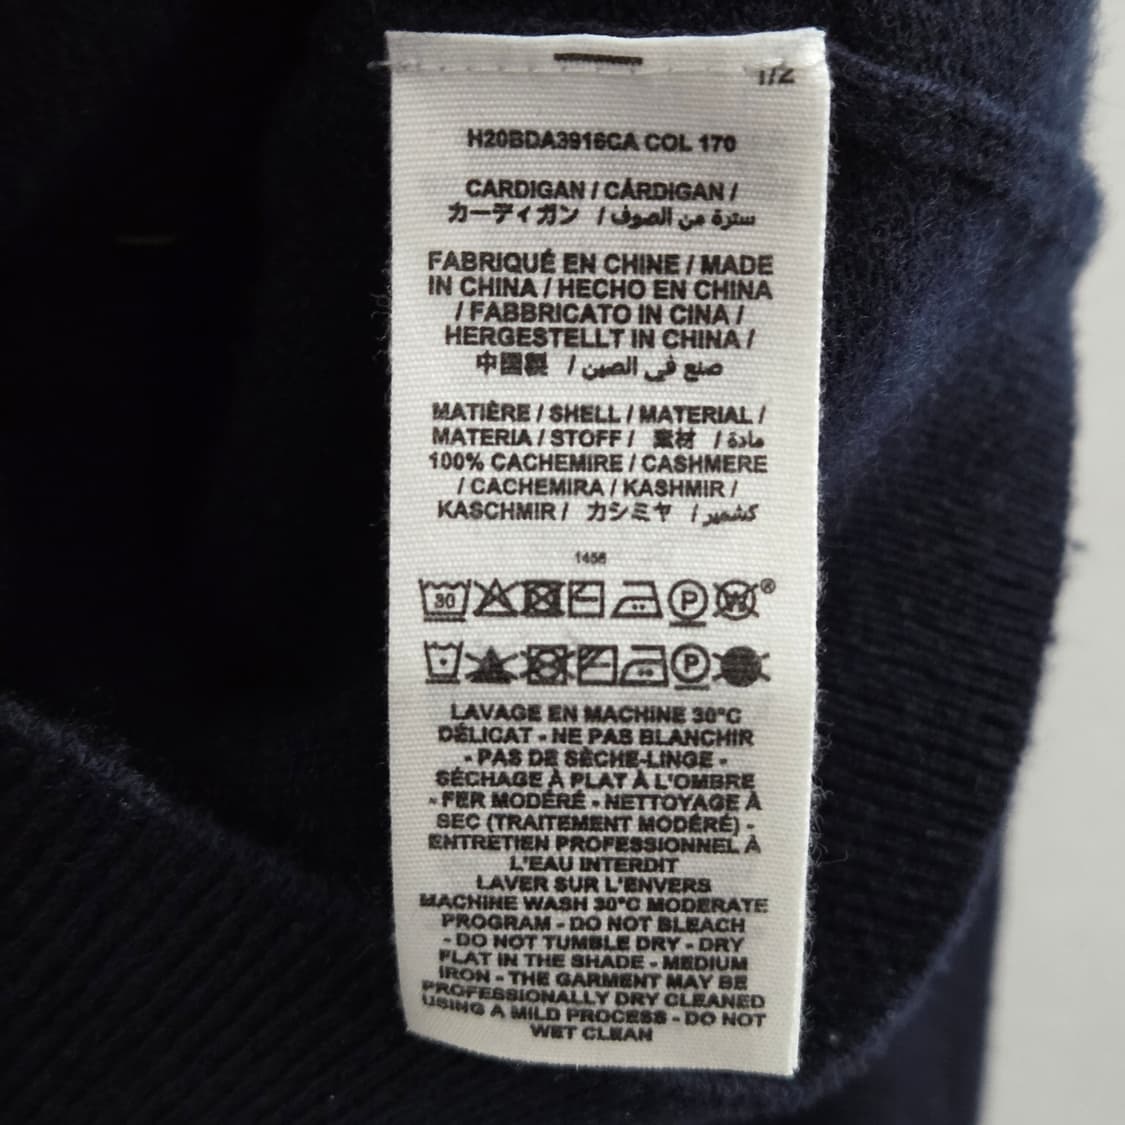 1/2
H20BDA3916CA COL 170
CARDIGAN / CÁRDIGAN /
カーディガン / سترة من الصوف
FABRIQUÉ EN CHINE / MADE
IN CHINA / HECHO EN CHINA
/ FABBRICATO IN CINA /
HERGESTELLT IN CHINA /
中国製 / صنع في الصين
MATIÈRE / SHELL / MATERIAL /
MATERIA / STOFF / 素材 / مادة
100% CACHEMIRE / CASHMERE
/ CACHEMIRA / KASHMIR /
KASCHMIR / カシミヤ / كشمير
1456
30 P W®
P
LAVAGE EN MACHINE 30°C
DÉLICAT - NE PAS BLANCHIR
- PAS DE SÈCHE-LINGE -
SÉCHAGE À PLAT À L'OMBRE
- FER MODÉRÉ - NETTOYAGE À
SEC (TRAITEMENT MODÉRÉ) -
ENTRETIEN PROFESSIONNEL À
L'EAU INTERDIT
LAVER SUR L'ENVERS
MACHINE WASH 30°C MODERATE
PROGRAM - DO NOT BLEACH
- DO NOT TUMBLE DRY - DRY
FLAT IN THE SHADE - MEDIUM
IRON - THE GARMENT MAY BE
PROFESSIONALLY DRY CLEANED
USING A MILD PROCESS - DO NOT
WET CLEAN